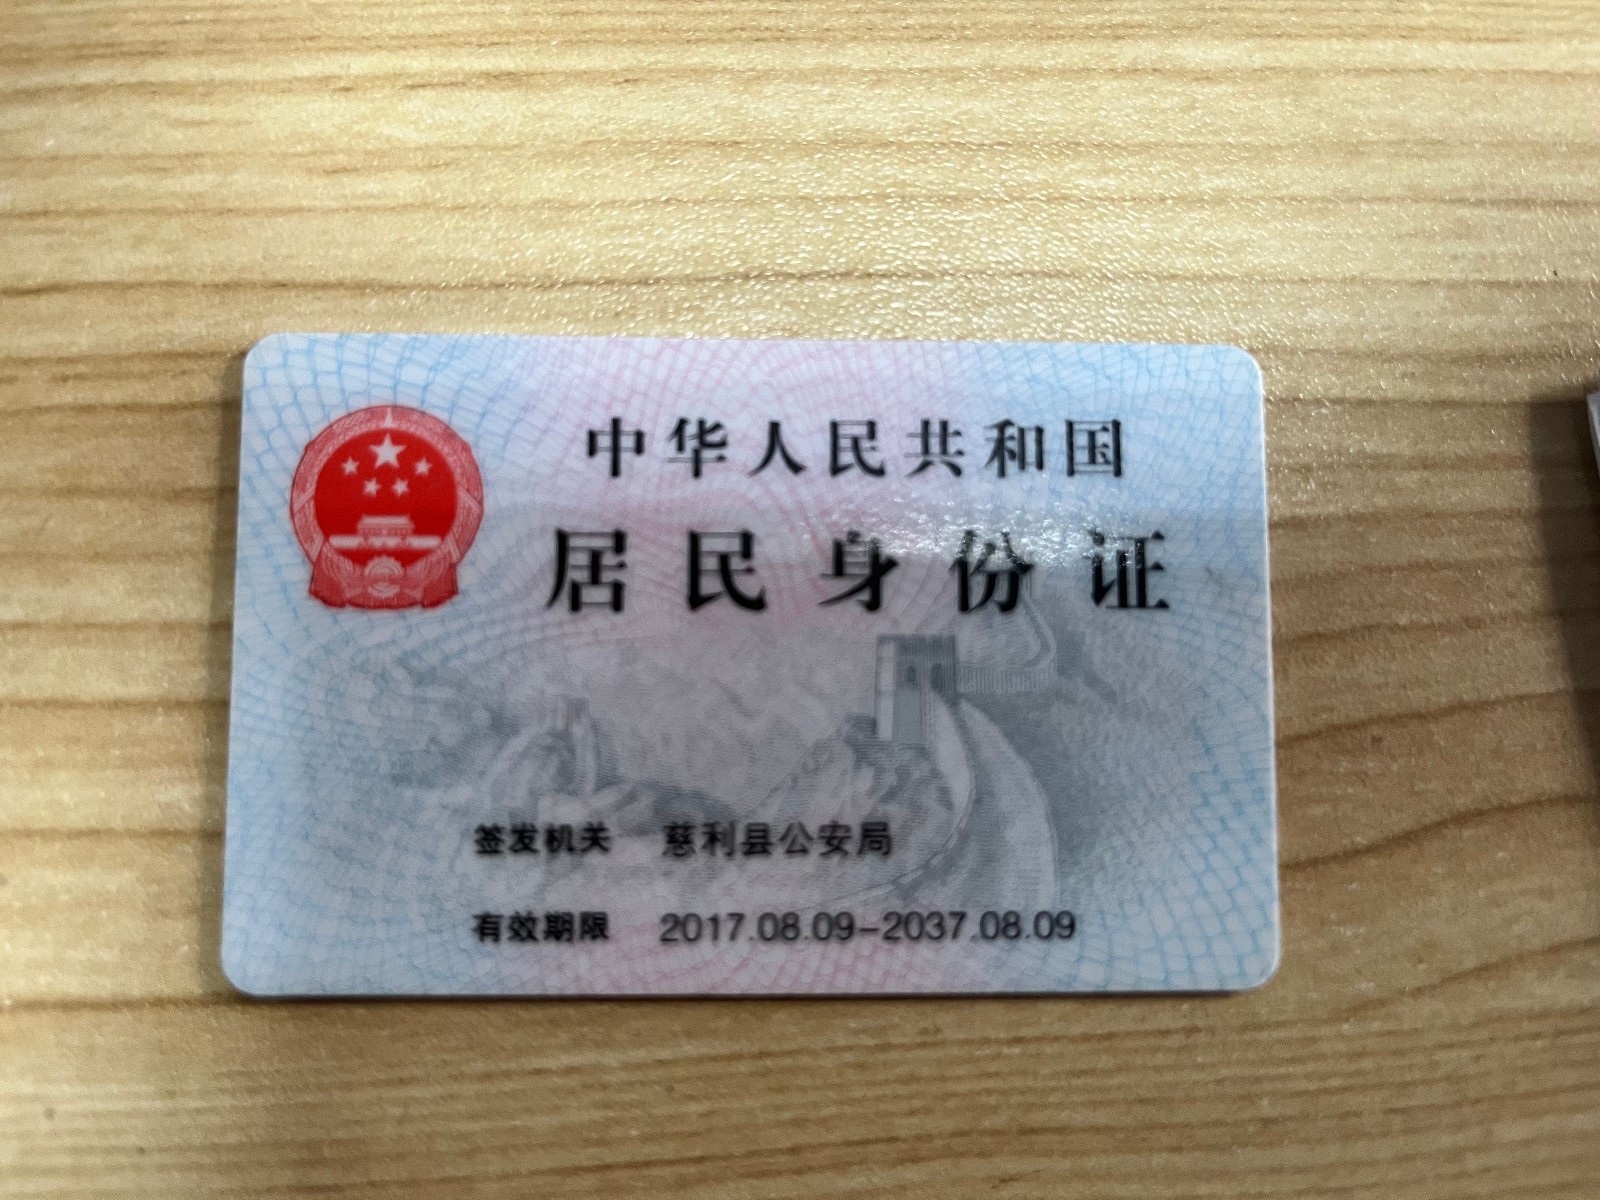 中华人民共和国
居民身份证
签发机关 慈利县公安局
有效期限 2017.08.09-2037.08.09